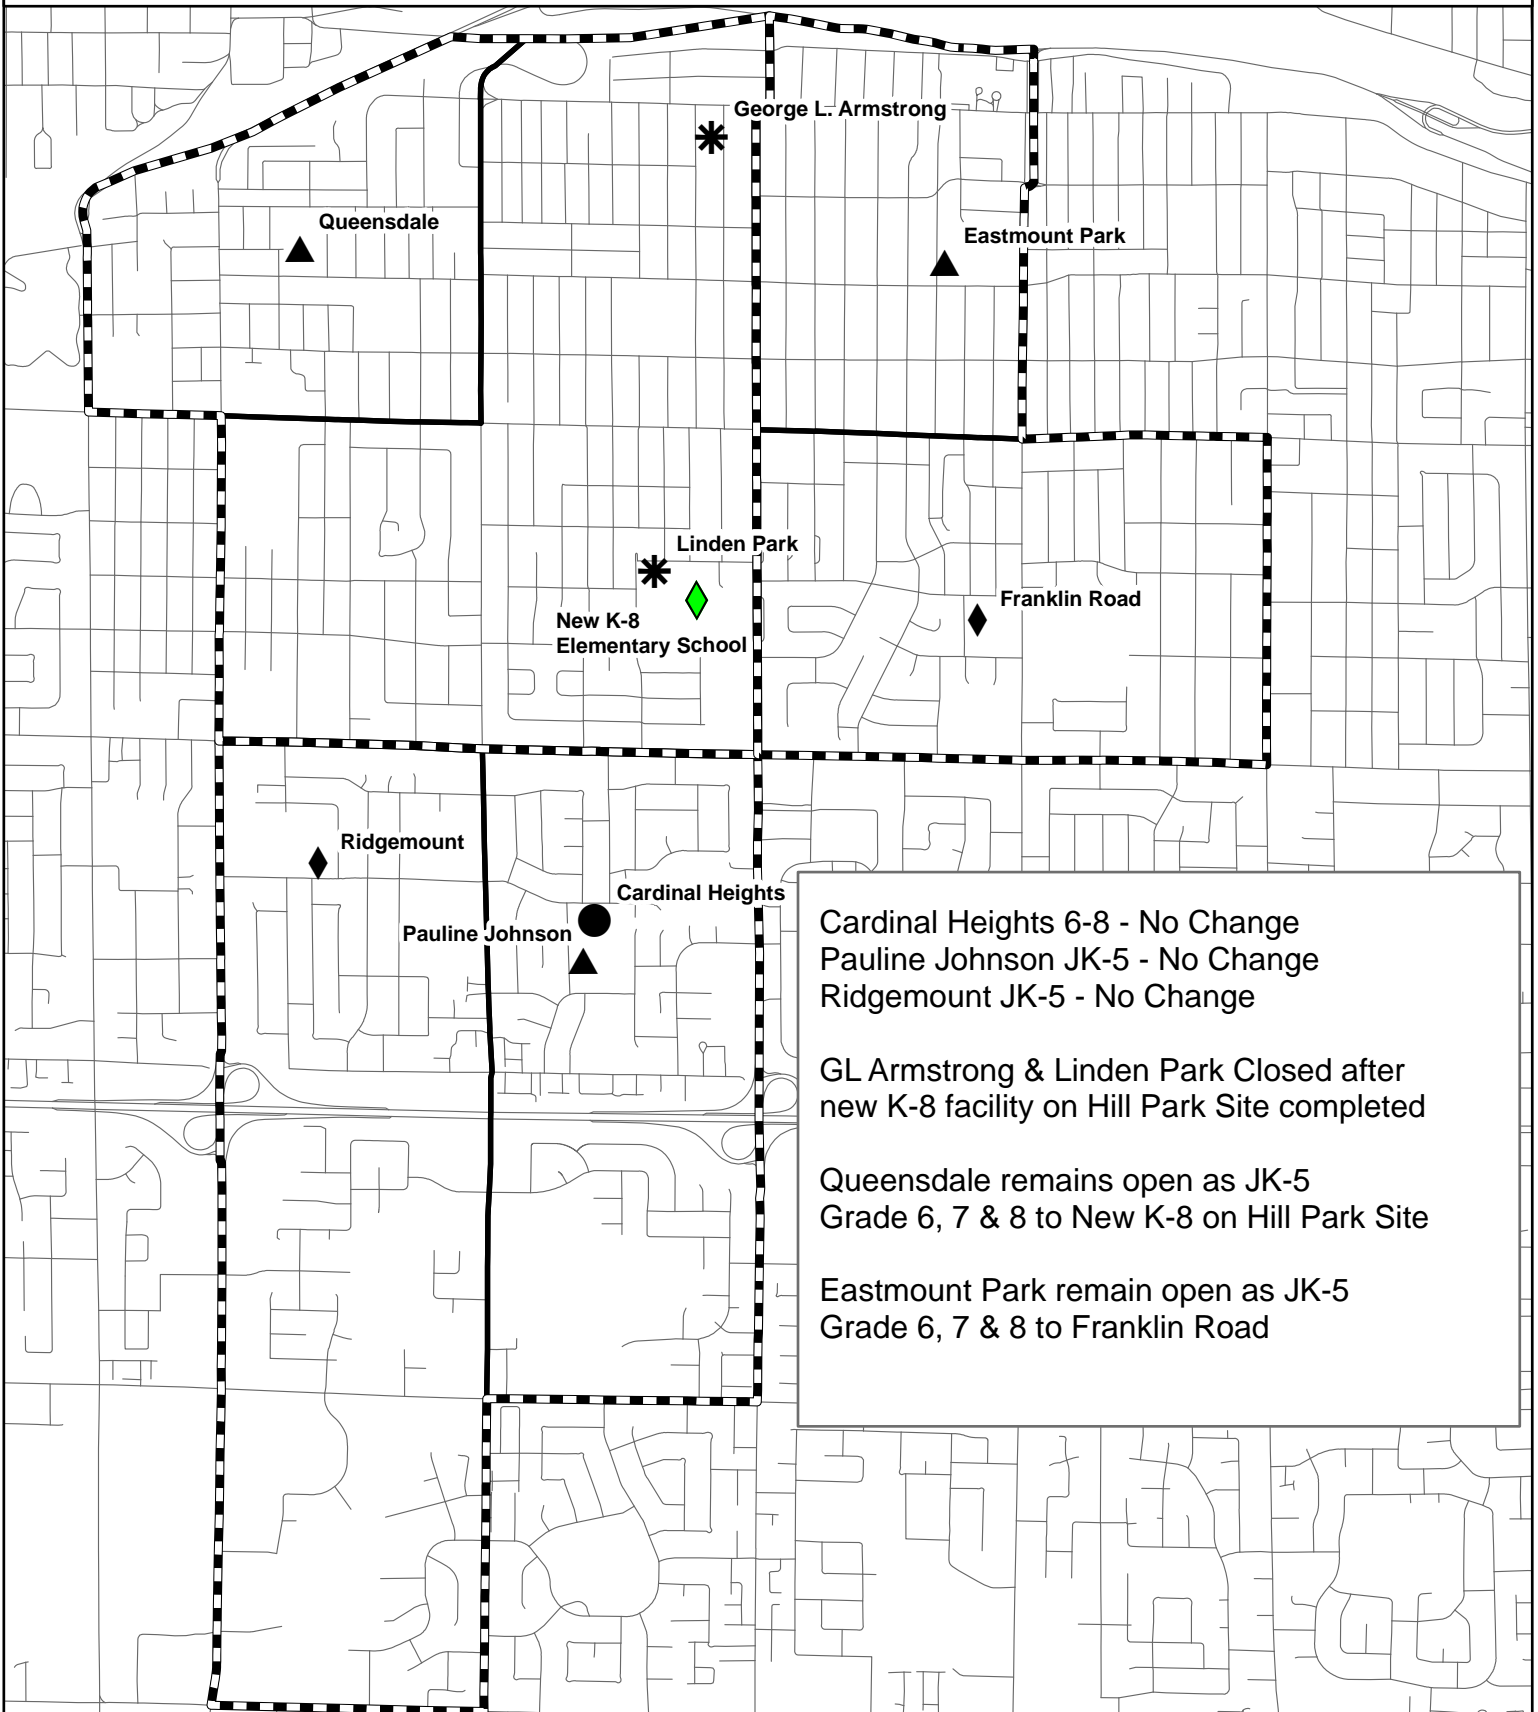 George L. Armstrong
Queensdale
Eastmount Park
Linden Park
Franklin Road
New K-8
Elementary School
Ridgemount
Cardinal Heights
Pauline Johnson
Cardinal Heights 6-8 - No Change
Pauline Johnson JK-5 - No Change
Ridgemount JK-5 - No Change
GL Armstrong & Linden Park Closed after
new K-8 facility on Hill Park Site completed
Queensdale remains open as JK-5
Grade 6, 7 & 8 to New K-8 on Hill Park Site
Eastmount Park remain open as JK-5
Grade 6, 7 & 8 to Franklin Road